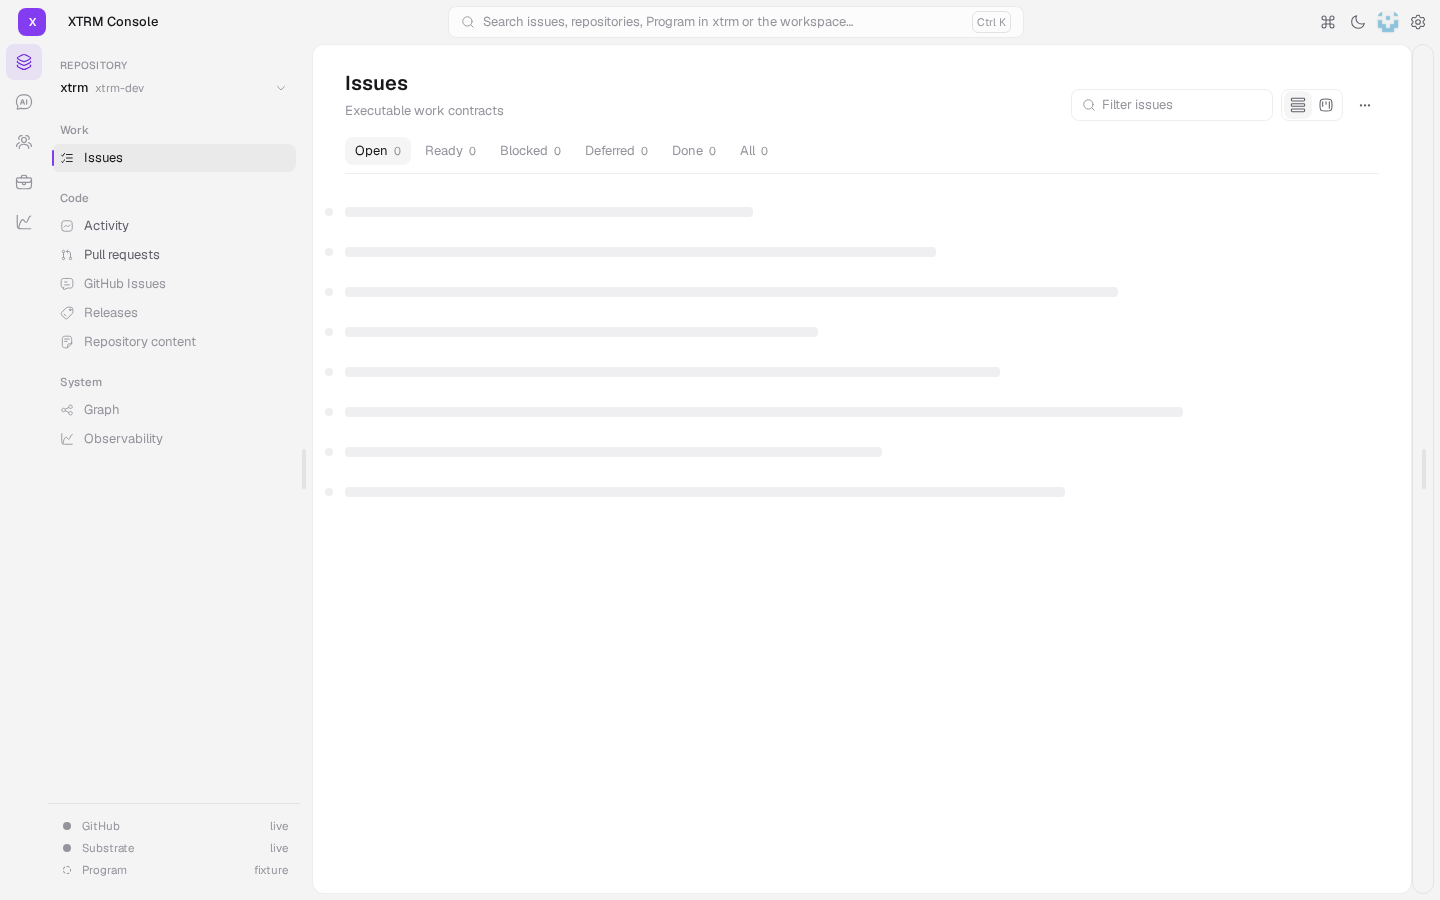 X
XTRM Console
Search issues, repositories, Program in xtrm or the workspace...
Ctrl K
REPOSITORY
xtrm xtrm-dev
Work
Issues
Code
Activity
Pull requests
GitHub Issues
Releases
Repository content
System
Graph
Observability
GitHub live
Substrate live
Program fixture
AI
Issues
Executable work contracts
Filter issues
Open 0
Ready 0
Blocked 0
Deferred 0
Done 0
All 0